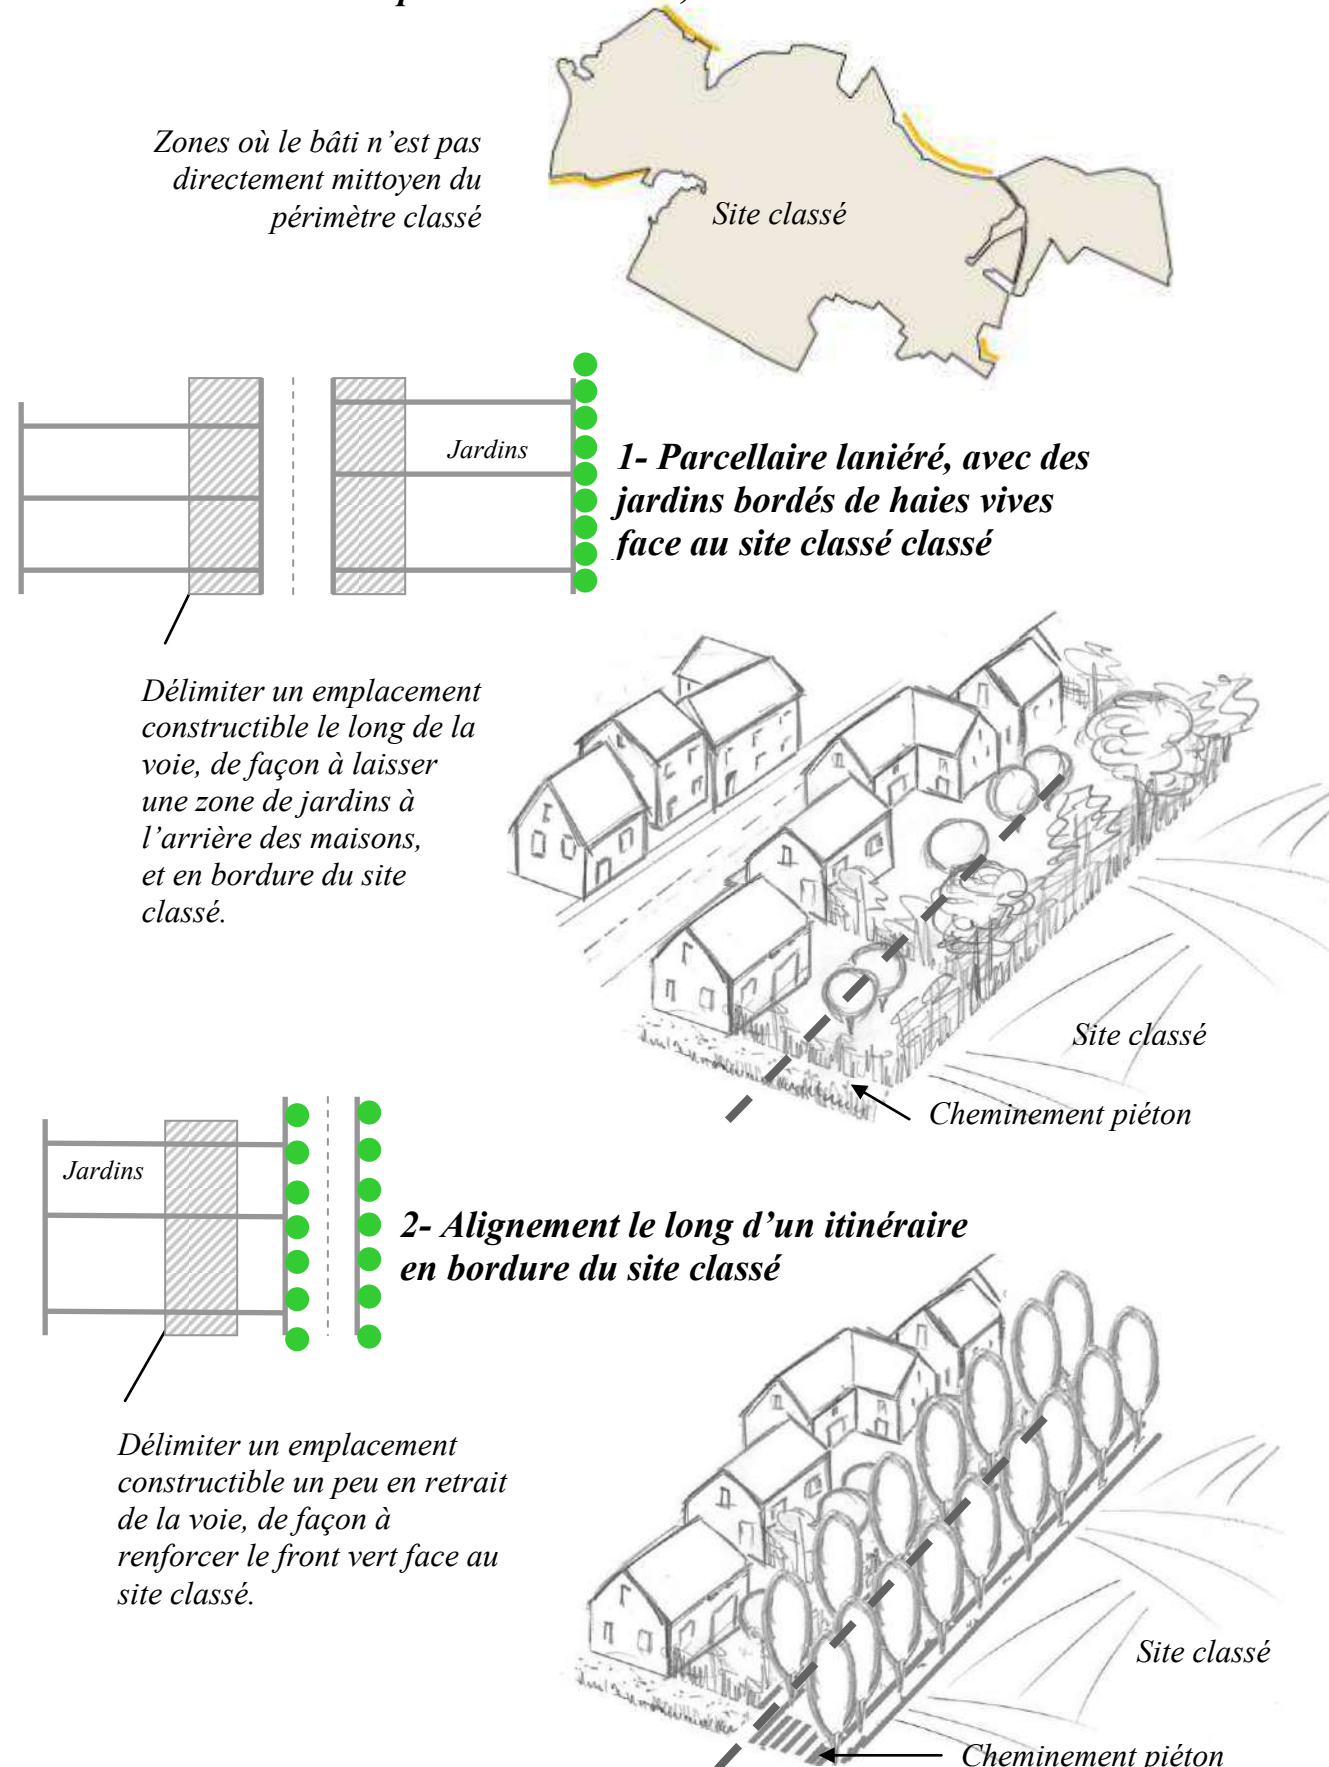 Zones où le bâti n’est pas
directement mittoyen du
périmètre classé
Site classé
Jardins
1- Parcellaire laniéré, avec des
jardins bordés de haies vives
face au site classé classé
Délimiter un emplacement
constructible le long de la
voie, de façon à laisser
une zone de jardins à
l’arrière des maisons,
et en bordure du site
classé.
Site classé
Cheminement piéton
Jardins
2- Alignement le long d’un itinéraire
en bordure du site classé
Délimiter un emplacement
constructible un peu en retrait
de la voie, de façon à
renforcer le front vert face au
site classé.
Site classé
Cheminement piéton